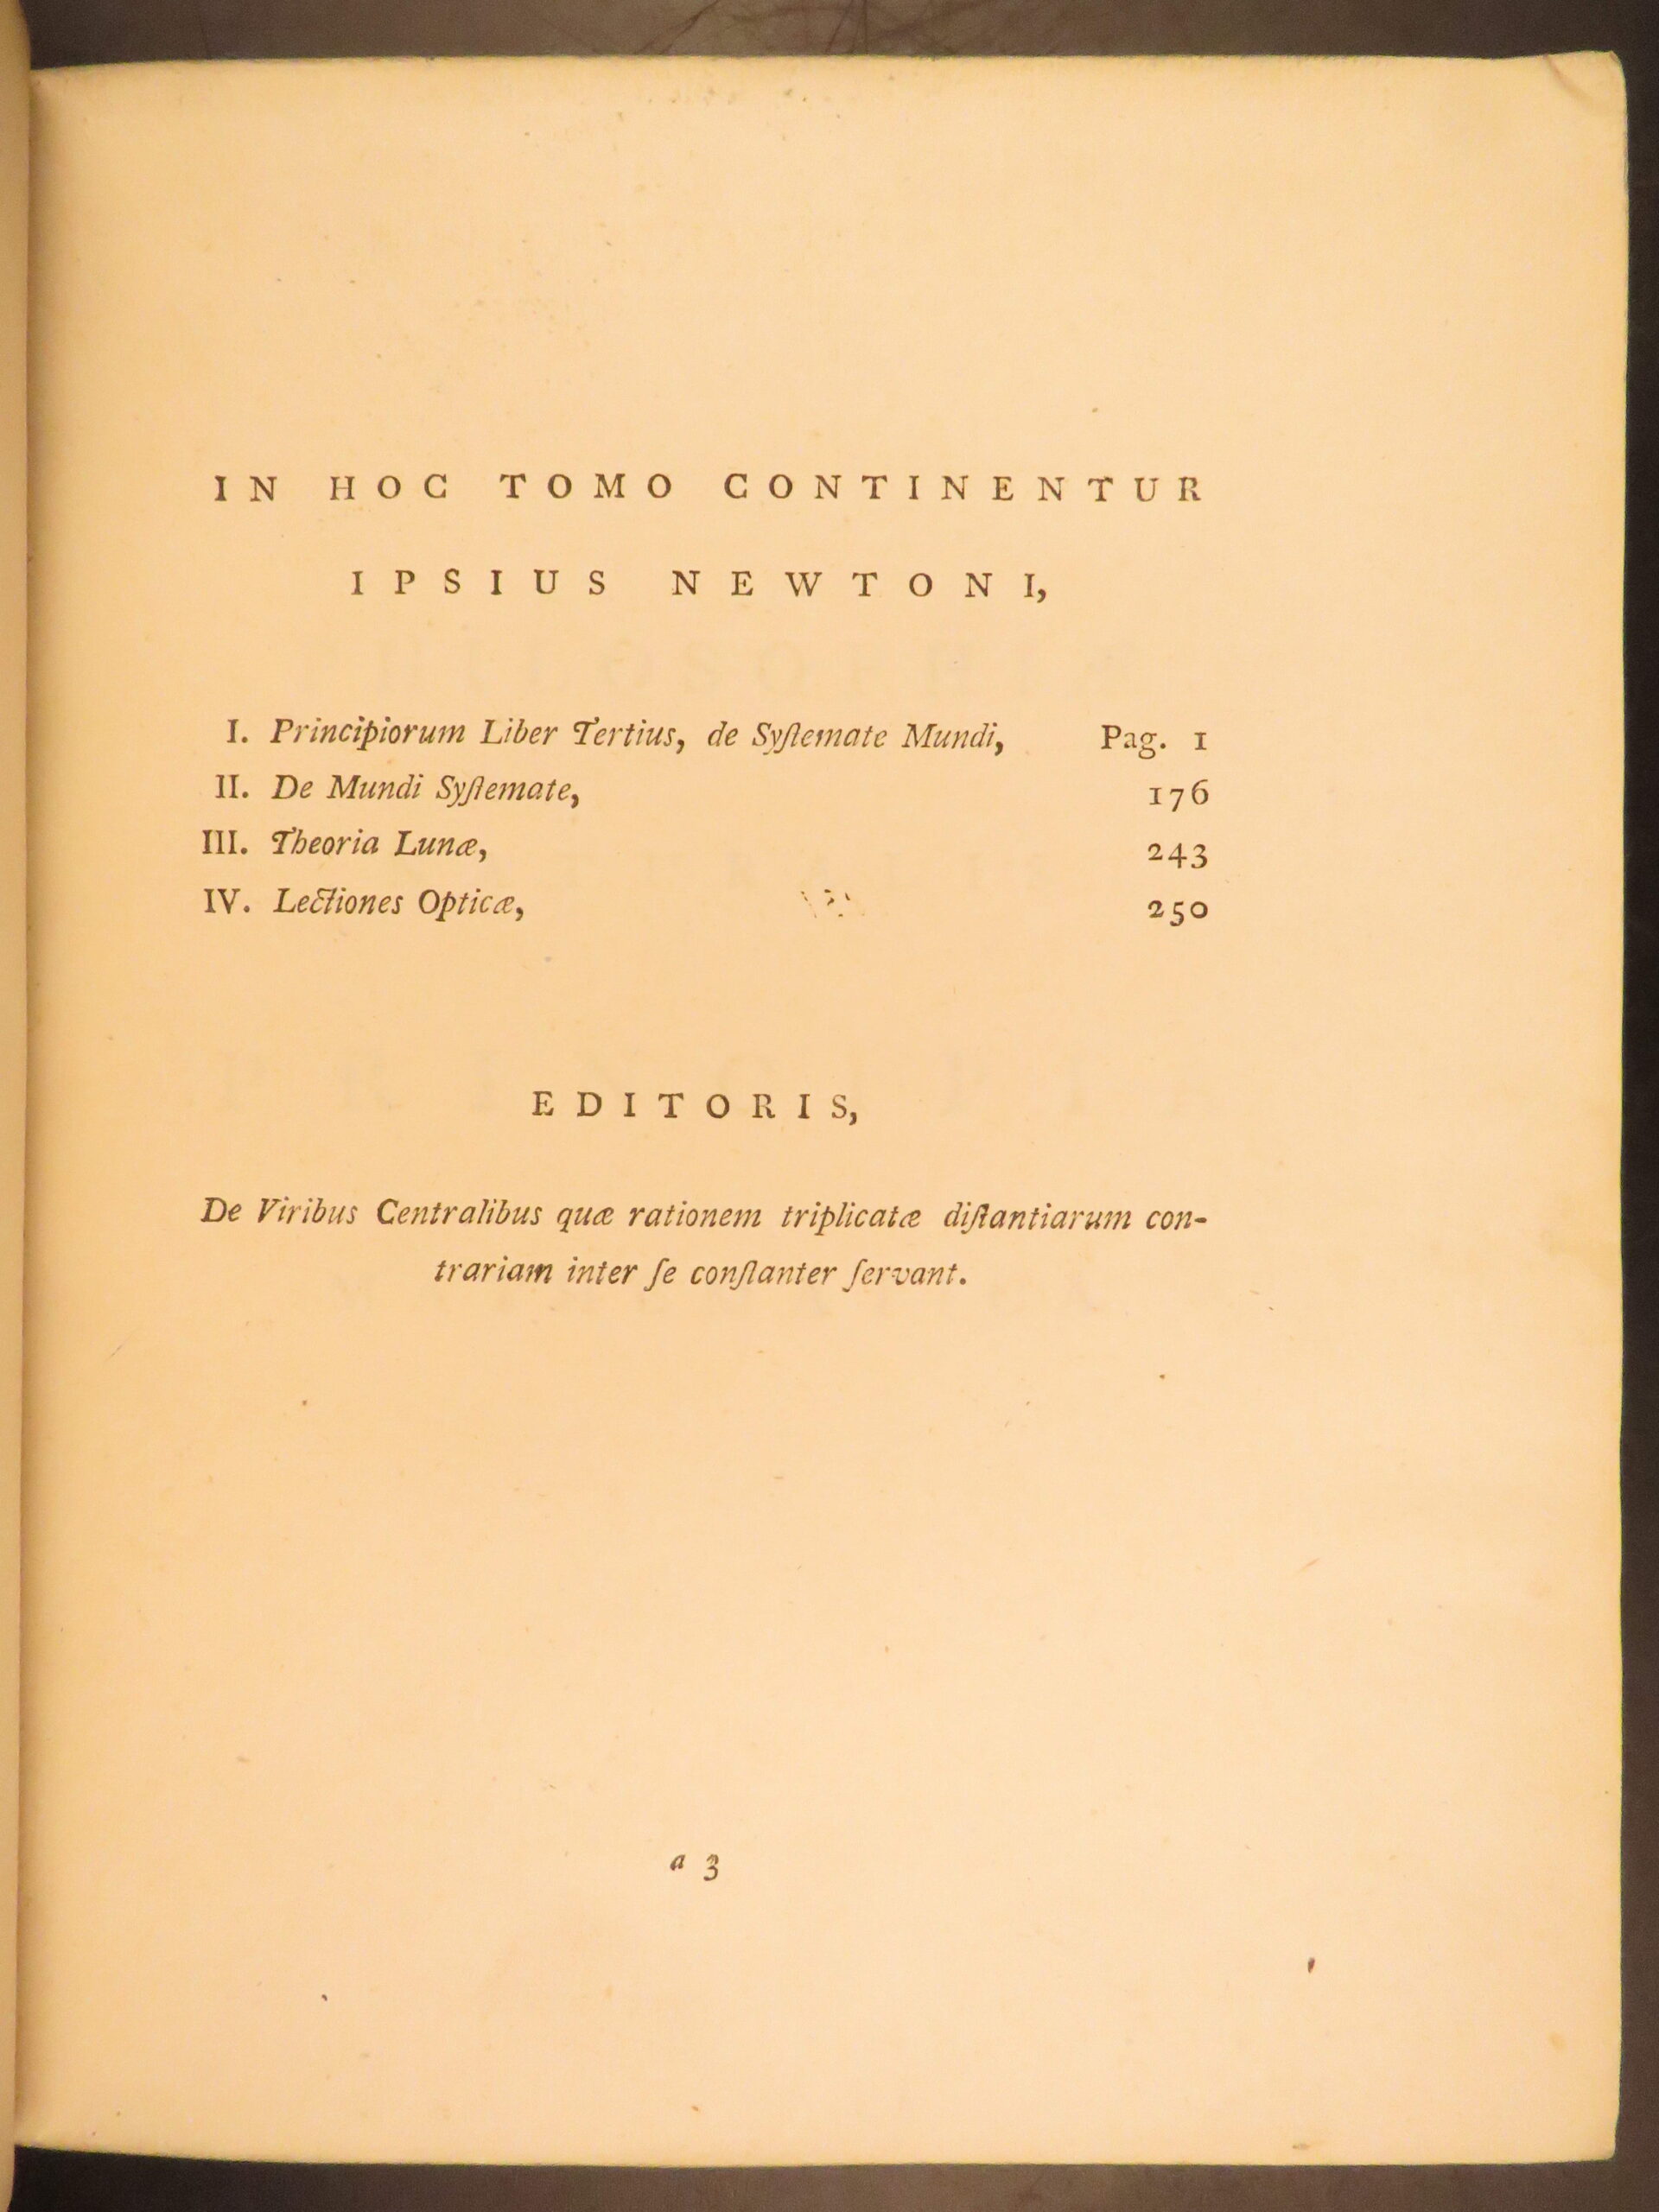 IN HOC TOMO CONTINENTUR
IPSIUS NEWTONI,
I. Principiorum Liber Tertius, de Syſtemate Mundi, Pag. 1
II. De Mundi Syſtemate, 176
III. Theoria Lunæ, 243
IV. Lectiones Opticæ, 250
EDITORIS,
De Viribus Centralibus quæ rationem triplicatæ diſtantiarum con-
trariam inter ſe conſtanter ſervant.
a 3